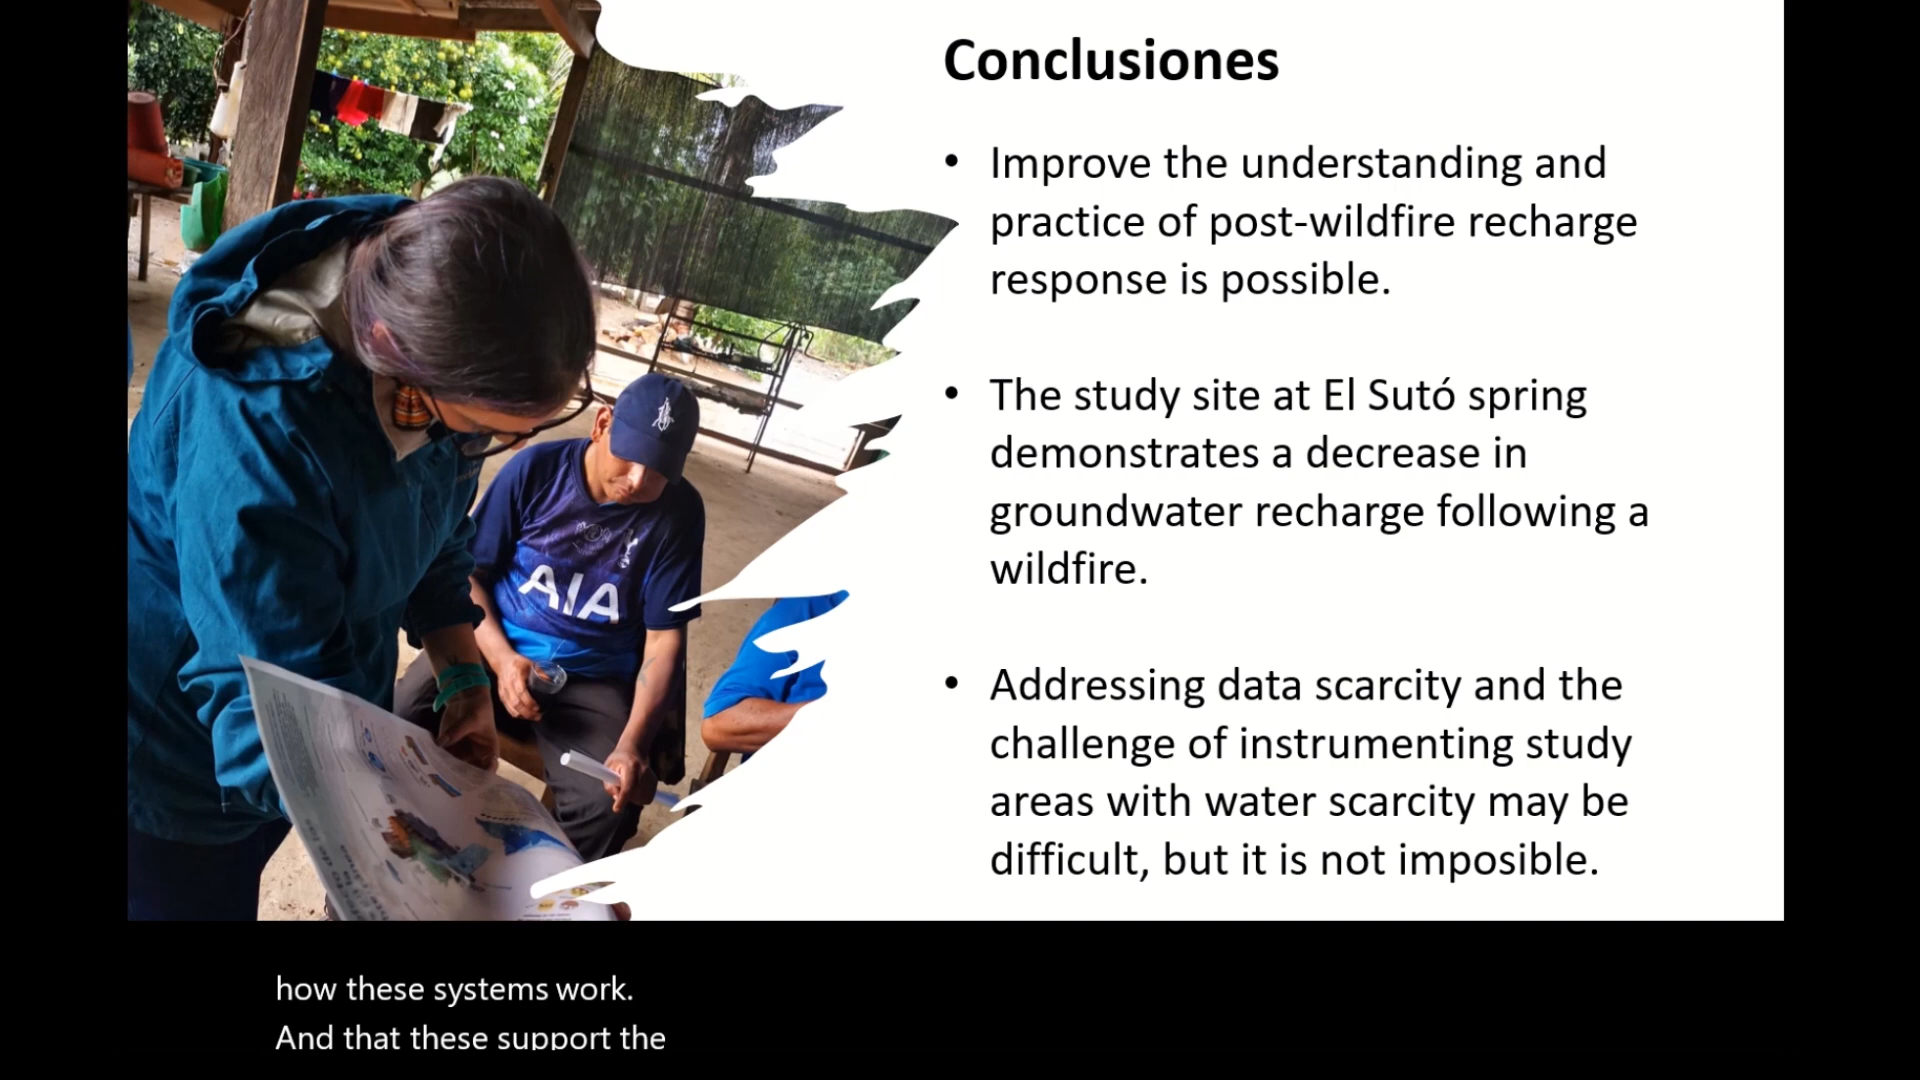 Conclusiones
• Improve the understanding and
practice of post-wildfire recharge
response is possible.
• The study site at El Sutó spring
demonstrates a decrease in
groundwater recharge following a
wildfire.
• Addressing data scarcity and the
challenge of instrumenting study
areas with water scarcity may be
difficult, but it is not imposible.
AIA
how these systems work.
And that these support the